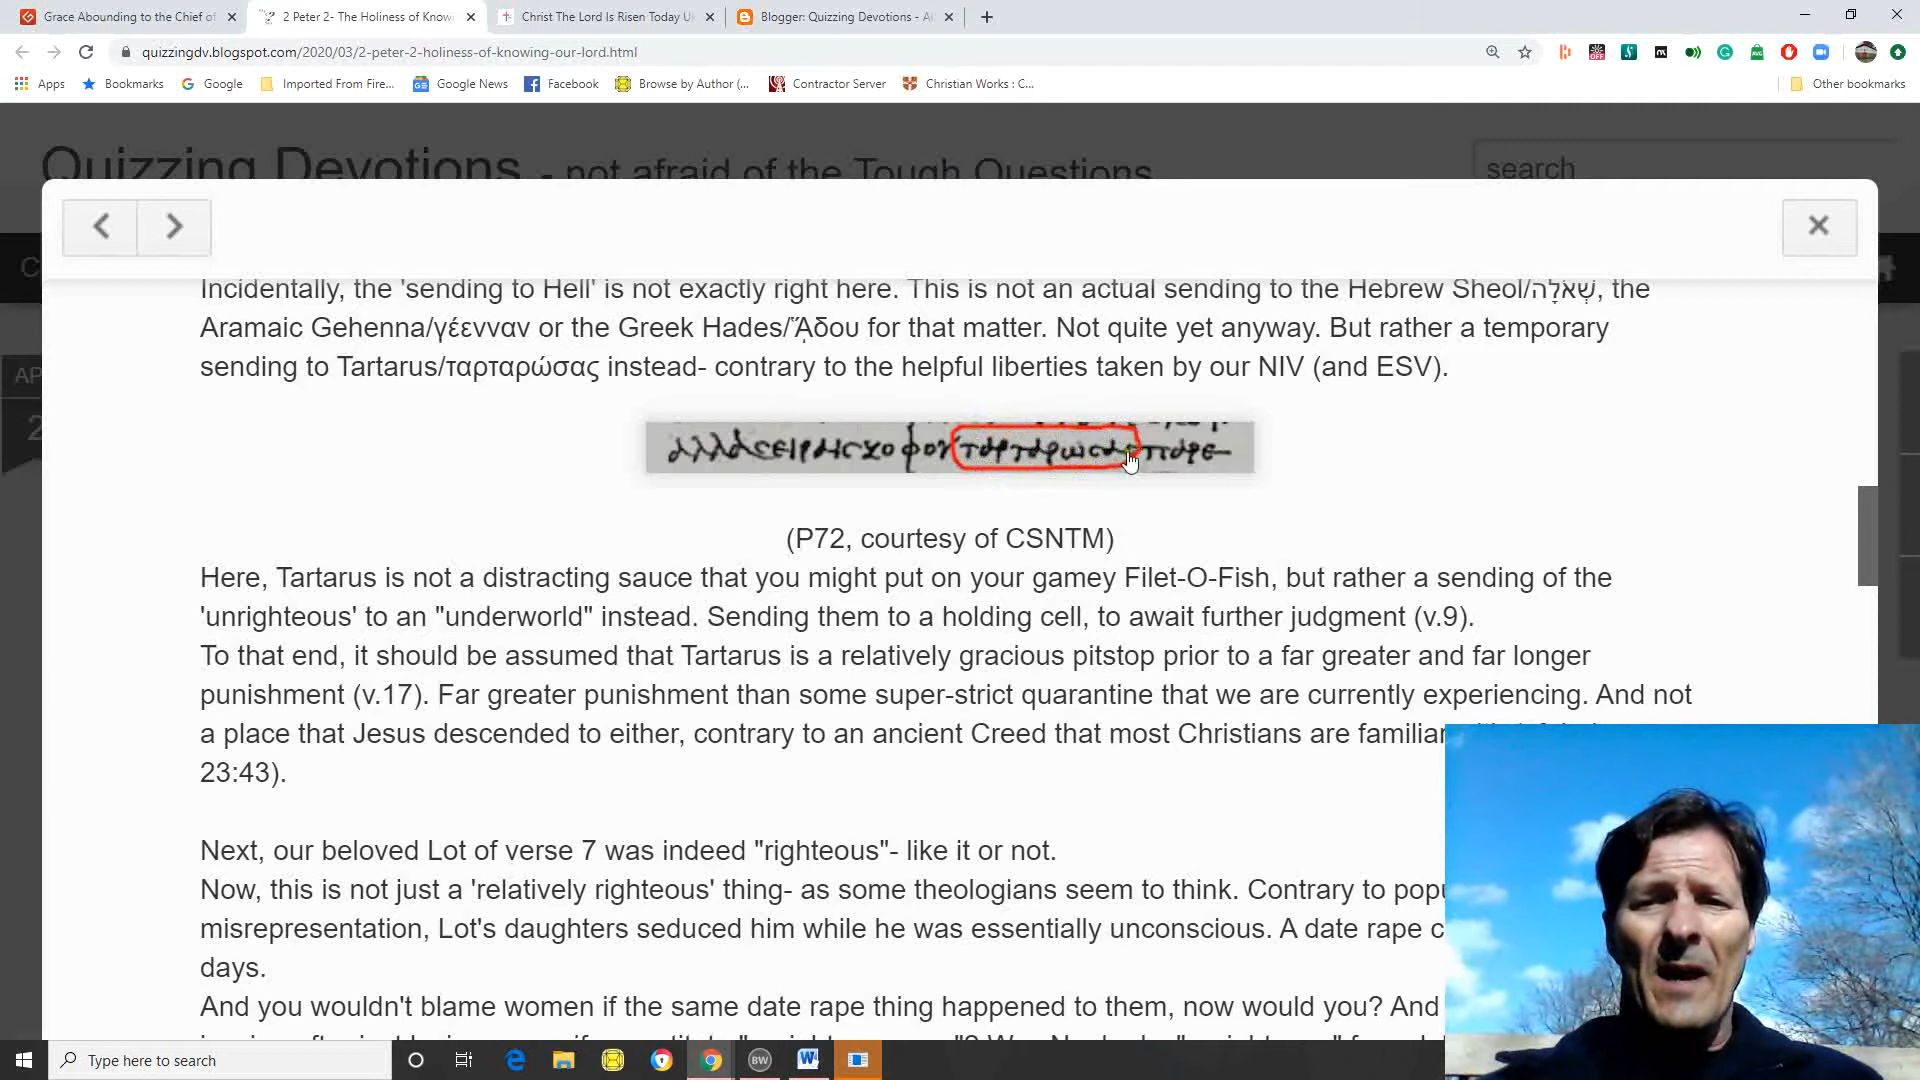 Grace Abounding to the Chief of
2 Peter 2- The Holiness of Know
Christ The Lord Is Risen Today U
Blogger: Quizzing Devotions - A
quizzingdv.blogspot.com/2020/03/2-peter-2-holiness-of-knowing-our-lord.html
Apps
Bookmarks
Google
Imported From Fire...
Google News
Facebook
Browse by Author (...
Contractor Server
Christian Works : C...
Other bookmarks
Quizzing Devotions - not afraid of the Tough Questions
search
Incidentally, the 'sending to Hell' is not exactly right here. This is not an actual sending to the Hebrew Sheol/שְׁאֹ֫לָה, the
Aramaic Gehenna/γέενναν or the Greek Hades/ᾍδου for that matter. Not quite yet anyway. But rather a temporary
sending to Tartarus/ταρταρώσας instead- contrary to the helpful liberties taken by our NIV (and ESV).
αλλασειραιςζοφουταρταρωσαςπαρε
(P72, courtesy of CSNTM)
Here, Tartarus is not a distracting sauce that you might put on your gamey Filet-O-Fish, but rather a sending of the
'unrighteous' to an "underworld" instead. Sending them to a holding cell, to await further judgment (v.9).
To that end, it should be assumed that Tartarus is a relatively gracious pitstop prior to a far greater and far longer
punishment (v.17). Far greater punishment than some super-strict quarantine that we are currently experiencing. And not
a place that Jesus descended to either, contrary to an ancient Creed that most Christians are familiar
23:43).
Next, our beloved Lot of verse 7 was indeed "righteous"- like it or not.
Now, this is not just a 'relatively righteous' thing- as some theologians seem to think. Contrary to popu
misrepresentation, Lot's daughters seduced him while he was essentially unconscious. A date rape c
days.
And you wouldn't blame women if the same date rape thing happened to them, now would you? And
Type here to search
BW